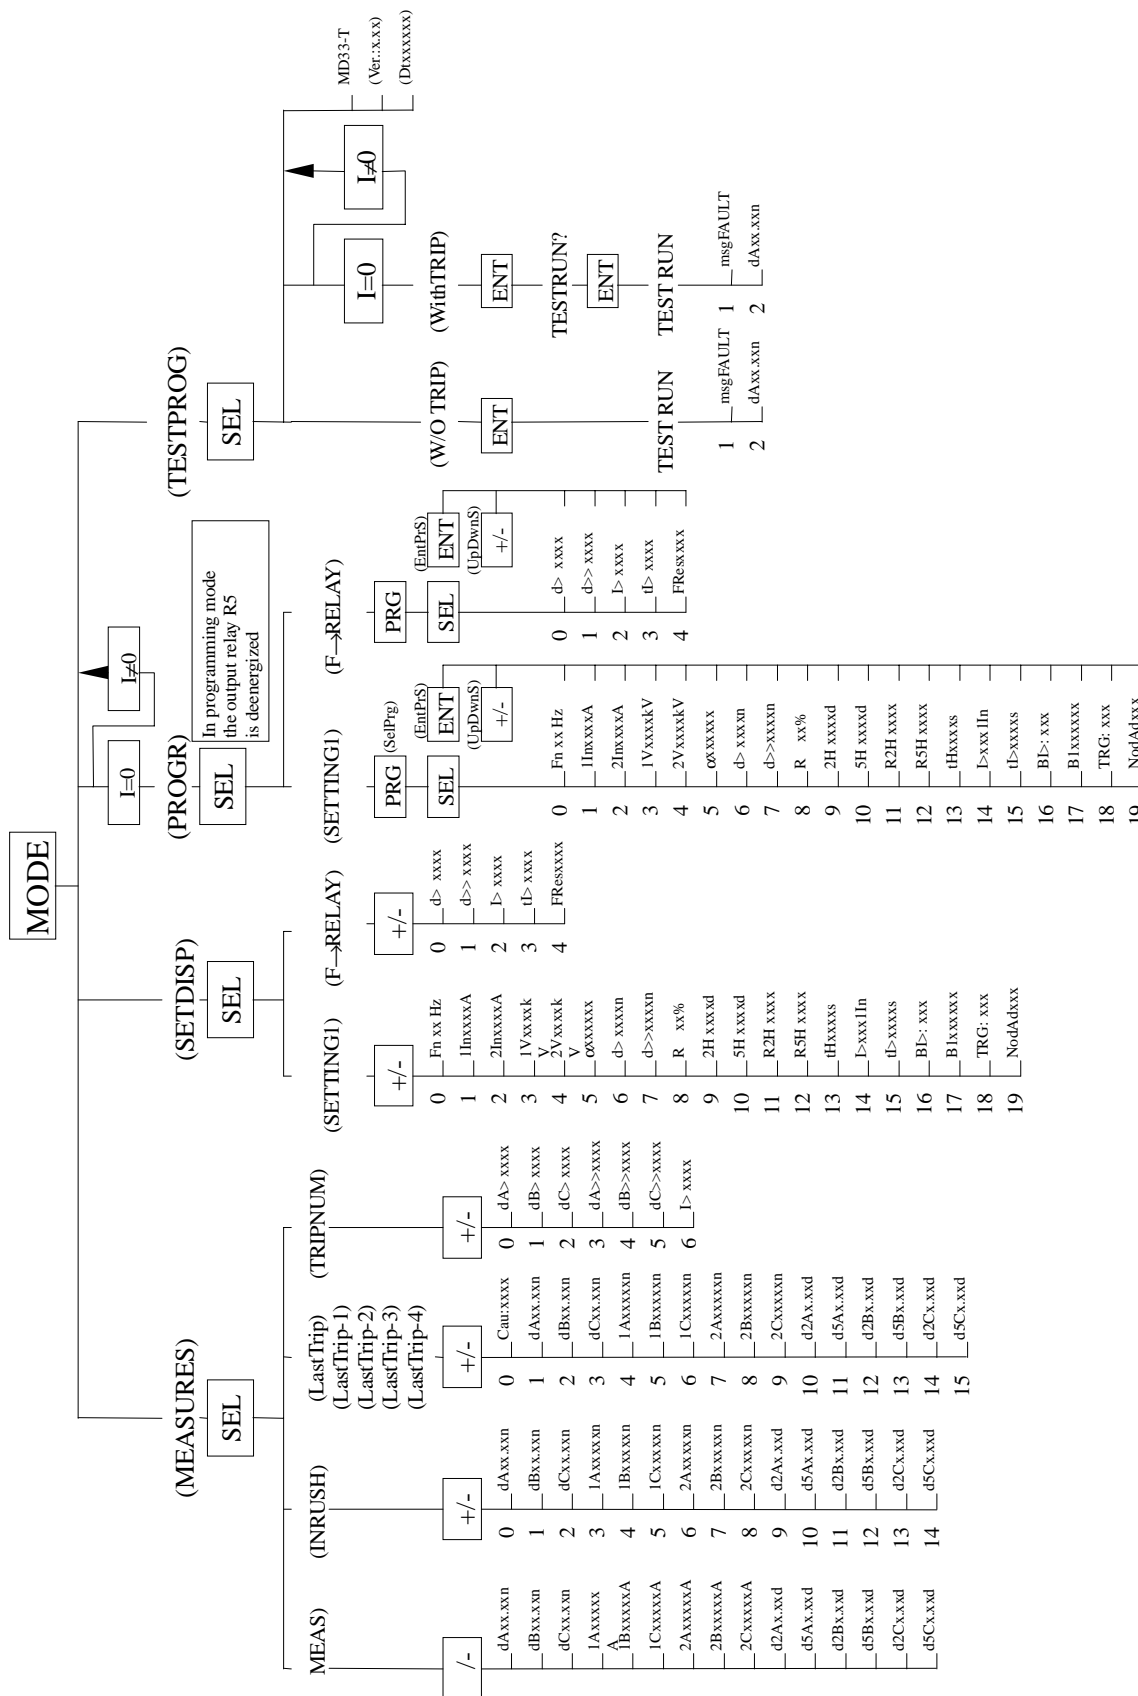 MODE
(MEASURES)
SEL
MEAS)
/-
dAxx.xxn
dBxx.xxn
dCxx.xxn
1Axxxxx
A
1BxxxxxA
1CxxxxxA
2AxxxxxA
2BxxxxxA
2CxxxxxA
d2Ax.xxd
d5Ax.xxd
d2Bx.xxd
d5Bx.xxd
d2Cx.xxd
d5Cx.xxd
(INRUSH)
+/-
0 dAxx.xxn
1 dBxx.xxn
2 dCxx.xxn
3 1Axxxxxn
4 1Bxxxxxn
5 1Cxxxxxn
6 2Axxxxxn
7 2Bxxxxxn
8 2Cxxxxxn
9 d2Ax.xxd
10 d5Ax.xxd
11 d2Bx.xxd
12 d5Bx.xxd
13 d2Cx.xxd
14 d5Cx.xxd
(LastTrip)
(LastTrip-1)
(LastTrip-2)
(LastTrip-3)
(LastTrip-4)
+/-
0 Cau:xxxx
1 dAxx.xxn
2 dBxx.xxn
3 dCxx.xxn
4 1Axxxxxn
5 1Bxxxxxn
6 1Cxxxxxn
7 2Axxxxxn
8 2Bxxxxxn
9 2Cxxxxxn
10 d2Ax.xxd
11 d5Ax.xxd
12 d2Bx.xxd
13 d5Bx.xxd
14 d2Cx.xxd
15 d5Cx.xxd
(TRIPNUM)
+/-
0 dA> xxxx
1 dB> xxxx
2 dC> xxxx
3 dA>>xxxx
4 dB>>xxxx
5 dC>>xxxx
6 I> xxxx
(SETDISP)
SEL
(SETTING1)
+/-
0 Fn xx Hz
1 1InxxxxA
2 2InxxxxA
3 1Vxxxxk
V
4 2Vxxxxk
V
5 αxxxxxx
6 d> xxxxn
7 d>>xxxxn
8 R xx%
9 2H xxxxd
10 5H xxxxd
11 R2H xxxx
12 R5H xxxx
13 tHxxxxs
14 I>xxx1In
15 tI>xxxxs
16 BI>: xxx
17 B1xxxxxx
18 TRG: xxx
19 NodAdxxx
(F→RELAY)
+/-
0 d> xxxx
1 d>> xxxx
2 I> xxxx
3 tI> xxxx
4 FResxxxx
I=0
I≠0
(PROGR)
SEL
In programming mode
the output relay R5
is deenergized
(SETTING1)
PRG (SelPrg)
SEL
(EntPrS)
ENT
(UpDwnS)
+/-
0 Fn xx Hz
1 1InxxxxA
2 2InxxxxA
3 1VxxxxkV
4 2VxxxxkV
5 αxxxxxx
6 d> xxxxn
7 d>>xxxxn
8 R xx%
9 2H xxxxd
10 5H xxxxd
11 R2H xxxx
12 R5H xxxx
13 tHxxxxs
14 I>xxx1In
15 tI>xxxxs
16 BI>: xx
17 B1xxxxxx
18 TRG: xxx
19 NodAdxxx
(F→RELAY)
PRG
SEL
(EntPrS)
ENT
(UpDwnS)
+/-
0 d> xxxx
1 d>> xxxx
2 I> xxxx
3 tI> xxxx
4 FResxxxx
(TESTPROG)
SEL
(W/O TRIP)
ENT
TEST RUN
1 msgFAULT
2 dAxx.xxn
I=0
I≠0
(WithTRIP)
ENT
TESTRUN?
ENT
TEST RUN
1 msgFAULT
2 dAxx.xxn
MD33-T
(Ver.:x.xx)
(Dtxxxxxx)